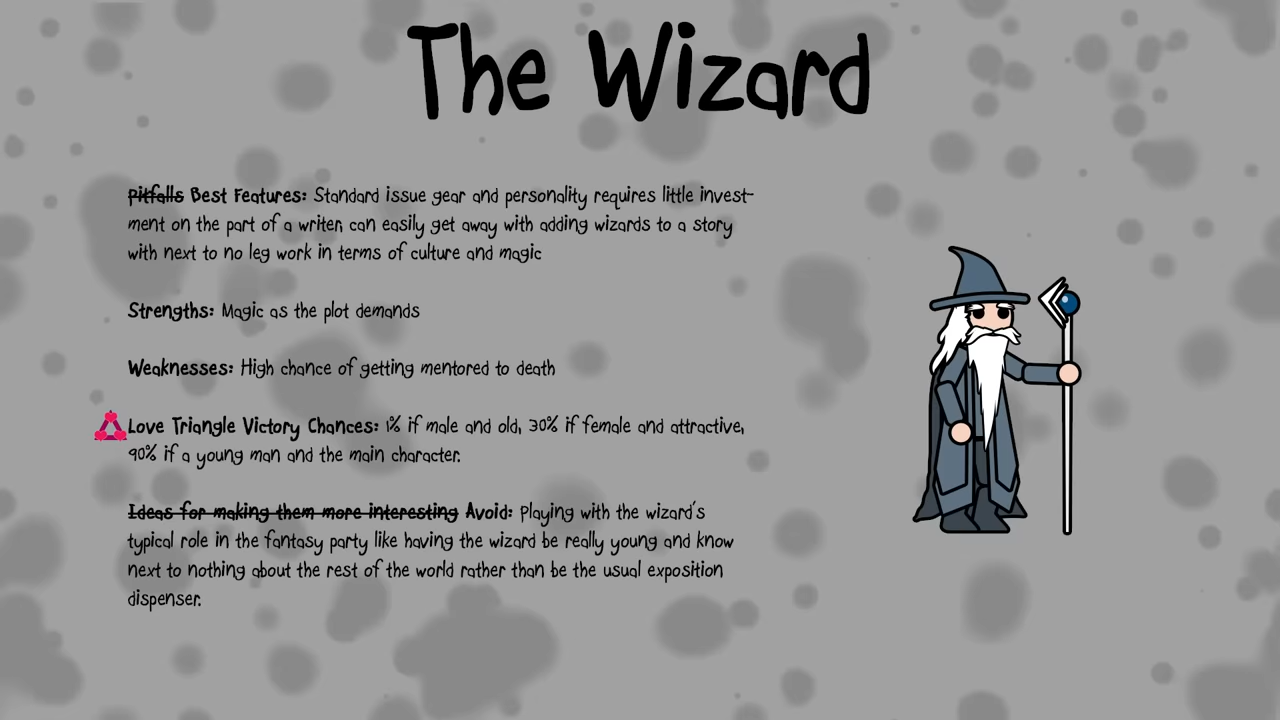 The Wizard
Pitfalls Best Features: Standard issue gear and personality requires little invest-
ment on the part of a writer, can easily get away with adding wizards to a story
with next to no leg work in terms of culture and magic
Strengths: Magic as the plot demands
Weaknesses: High chance of getting mentored to death
Love Triangle Victory Chances: 1% if male and old, 30% if female and attractive,
90% if a young man and the main character.
Ideas for making them more interesting Avoid: Playing with the wizard's
typical role in the fantasy party like having the wizard be really young and know
next to nothing about the rest of the world rather than be the usual exposition
dispenser.